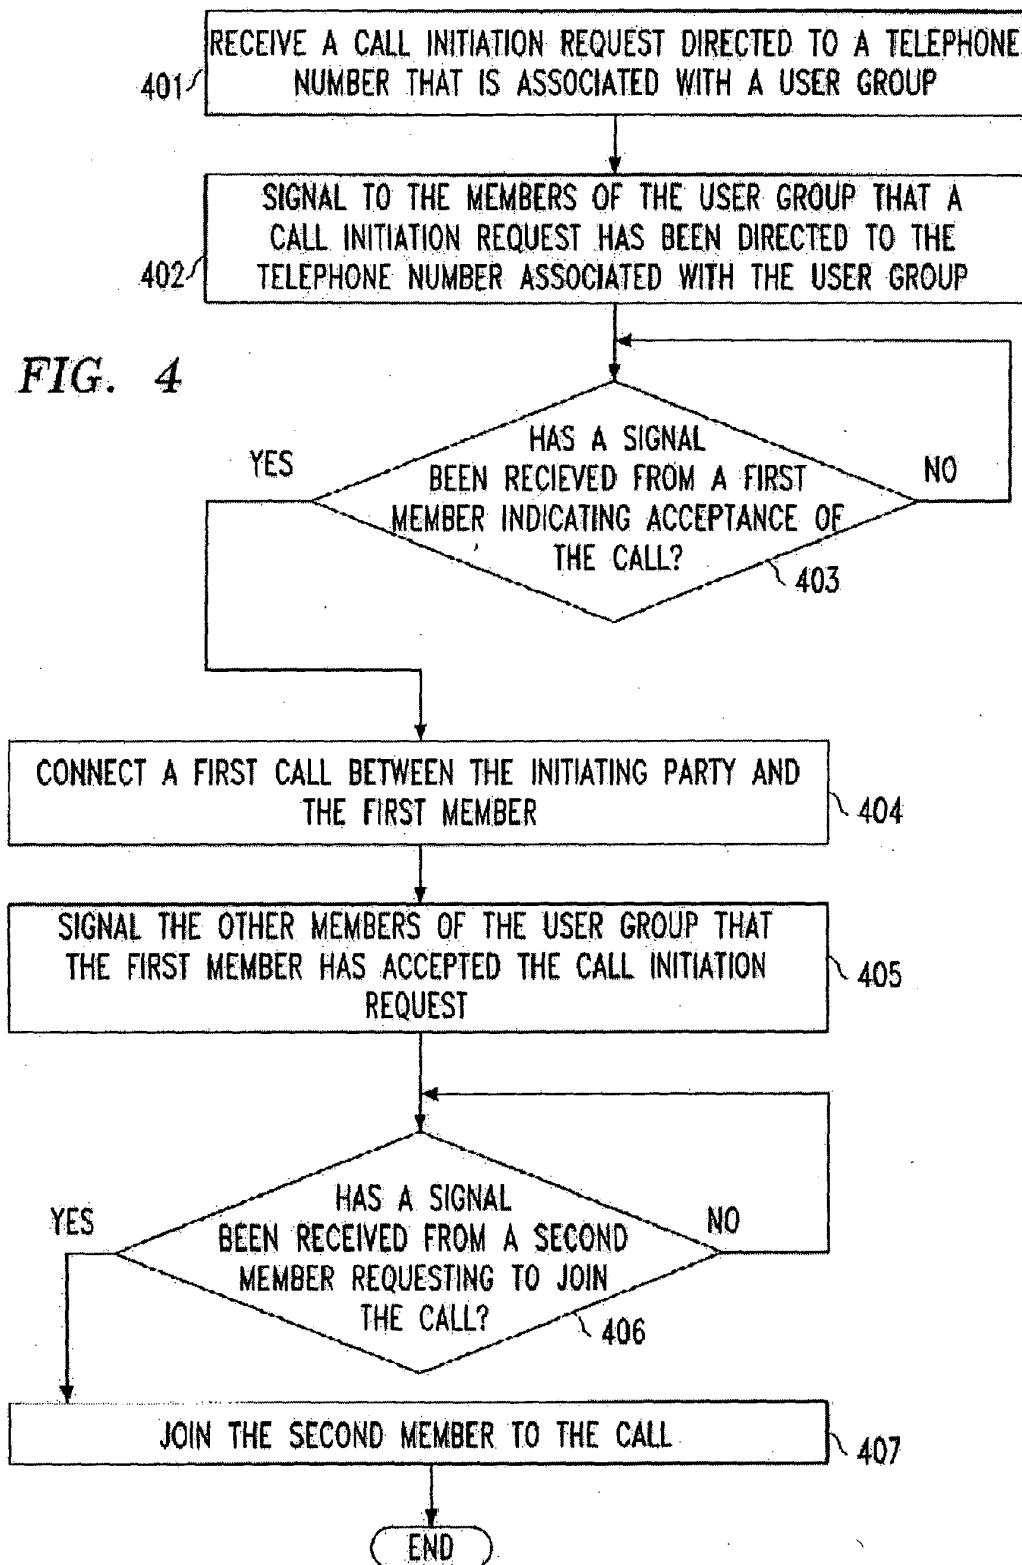 RECEIVE A CALL INITIATION REQUEST DIRECTED TO A TELEPHONE
NUMBER THAT IS ASSOCIATED WITH A USER GROUP
401
SIGNAL TO THE MEMBERS OF THE USER GROUP THAT A
CALL INITIATION REQUEST HAS BEEN DIRECTED TO THE
TELEPHONE NUMBER ASSOCIATED WITH THE USER GROUP
402
FIG. 4
HAS A SIGNAL
BEEN RECIEVED FROM A FIRST
MEMBER INDICATING ACCEPTANCE OF
THE CALL?
YES
NO
403
CONNECT A FIRST CALL BETWEEN THE INITIATING PARTY AND
THE FIRST MEMBER
404
SIGNAL THE OTHER MEMBERS OF THE USER GROUP THAT
THE FIRST MEMBER HAS ACCEPTED THE CALL INITIATION
REQUEST
405
HAS A SIGNAL
BEEN RECEIVED FROM A SECOND
MEMBER REQUESTING TO JOIN
THE CALL?
YES
NO
406
JOIN THE SECOND MEMBER TO THE CALL
407
END